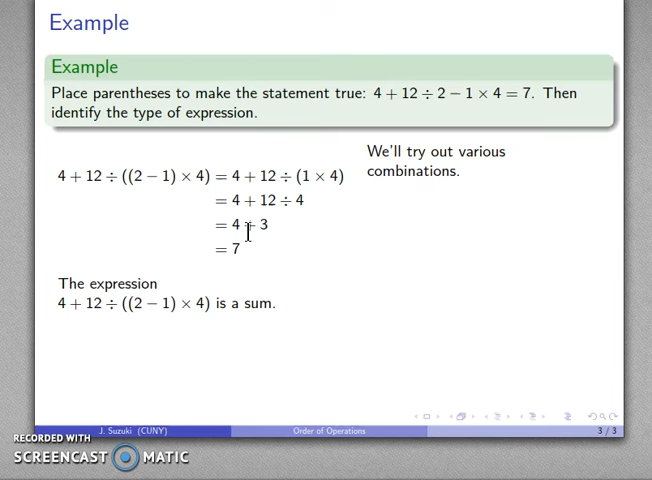 Example
Example
Place parentheses to make the statement true: 4 + 12 ÷ 2 − 1 × 4 = 7. Then
identify the type of expression.
We'll try out various
combinations.
4 + 12 ÷ ((2 − 1) × 4) = 4 + 12 ÷ (1 × 4)
= 4 + 12 ÷ 4
= 4 + 3
= 7
The expression
4 + 12 ÷ ((2 − 1) × 4) is a sum.
J. Suzuki (CUNY)
Order of Operations
3 / 3
RECORDED WITH
SCREENCAST MATIC